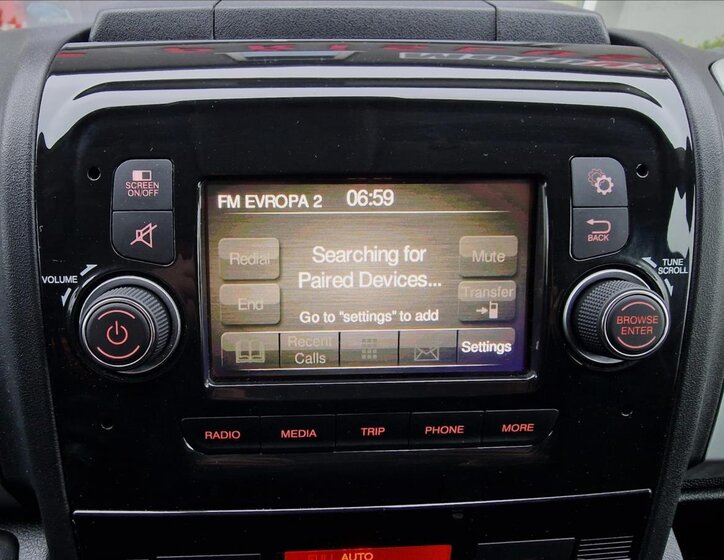 SCREEN
ON/OFF
VOLUME
FM EVROPA 2 06:59
Redial
Searching for
Paired Devices...
Mute
End
Go to "settings" to add
Transfer
Recent
Calls
Settings
BACK
TUNE
SCROLL
BROWSE
ENTER
RADIO
MEDIA
TRIP
PHONE
MORE
FULL AUTO